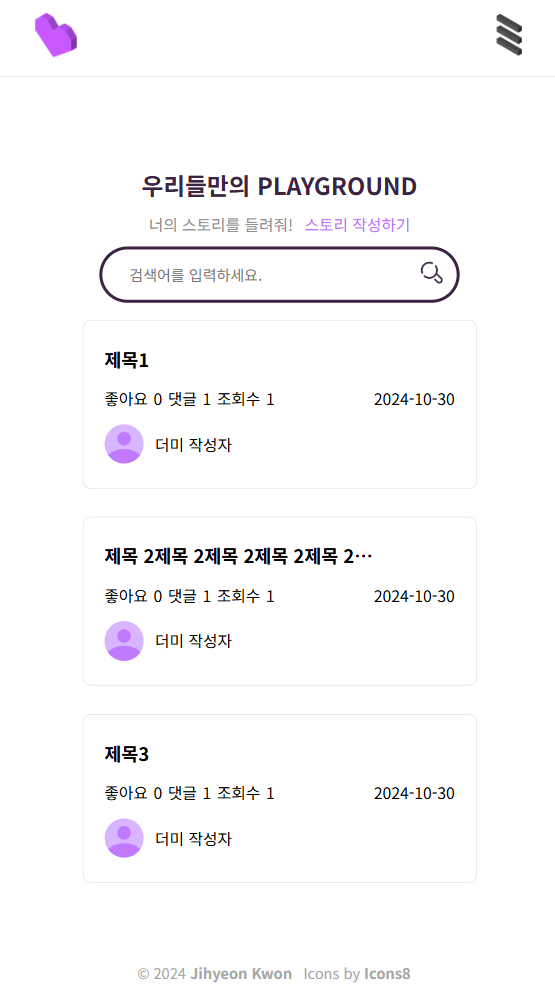 우리들만의 PLAYGROUND
너의 스토리를 들려줘! 스토리 작성하기
검색어를 입력하세요.
제목1
좋아요 0 댓글 1 조회수 1 2024-10-30
더미 작성자
제목 2제목 2제목 2제목 2제목 2…
좋아요 0 댓글 1 조회수 1 2024-10-30
더미 작성자
제목3
좋아요 0 댓글 1 조회수 1 2024-10-30
더미 작성자
© 2024 Jihyeon Kwon Icons by Icons8